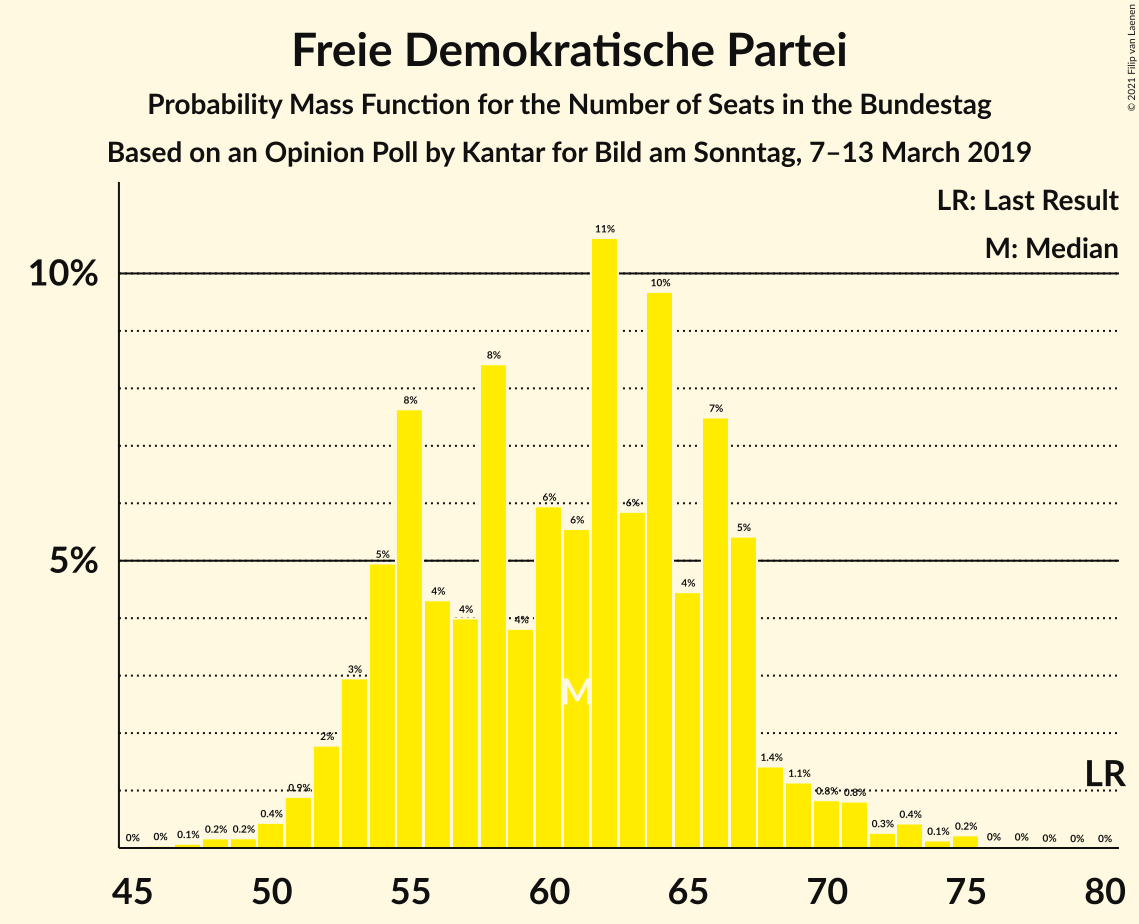 Freie Demokratische Partei
Probability Mass Function for the Number of Seats in the Bundestag
Based on an Opinion Poll by Kantar for Bild am Sonntag, 7–13 March 2019
© 2021 Filip van Laenen
LR: Last Result
M: Median
10%
5%
0% 0% 0.1% 0.2% 0.2% 0.4% 0.9% 2% 3% 5% 8% 4% 4% 8% 4% 6% 6% 11% 6% 10% 4% 7% 5% 1.4% 1.1% 0.8% 0.8% 0.3% 0.4% 0.1% 0.2% 0% 0% 0% 0% 0%
M
LR
45 50 55 60 65 70 75 80